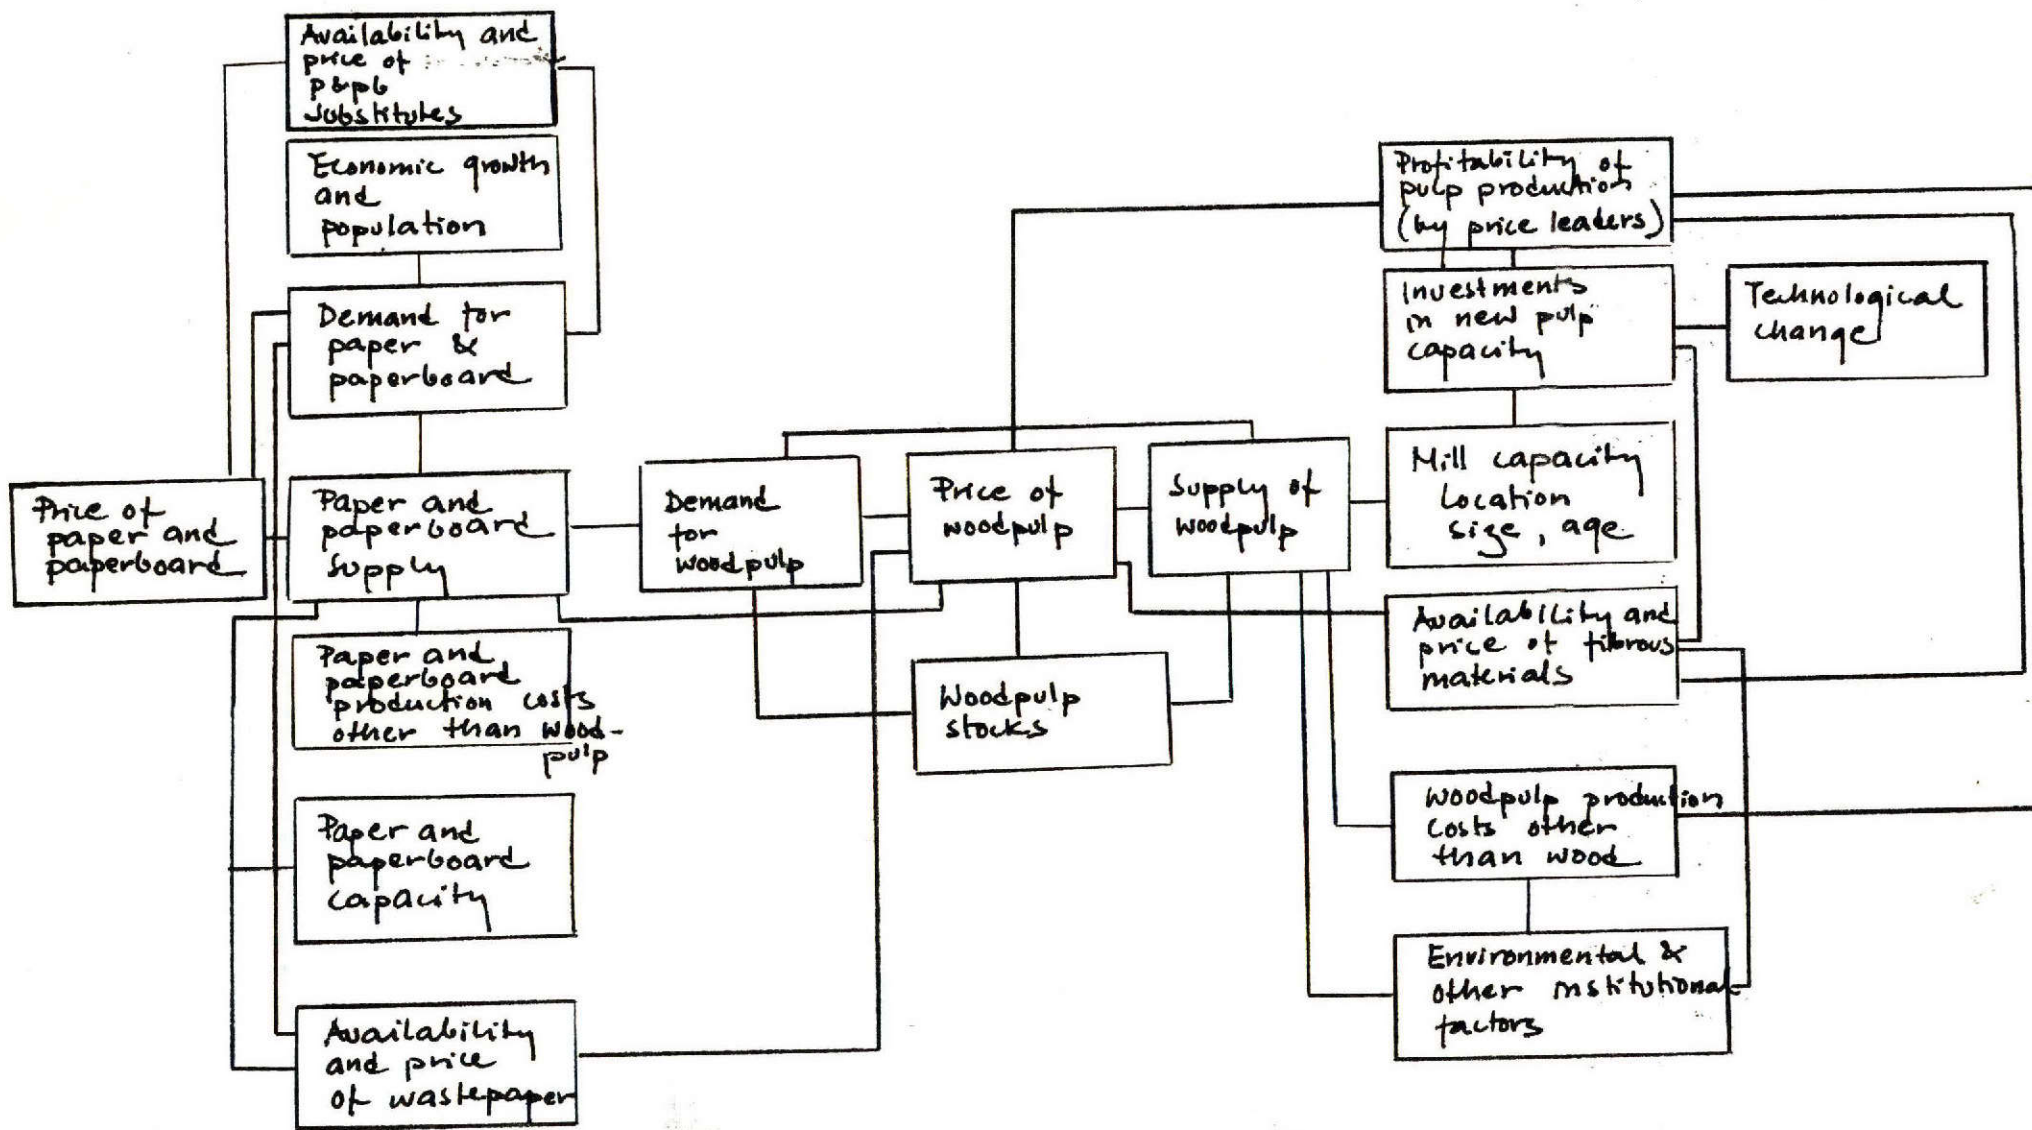 Availability and
price of
p&pb
substitutes
Economic growth
and
population
Demand for
paper &
paperboard
Price of
paper and
paperboard
Paper and
paperboard
supply
Paper and
paperboard
production costs
other than wood-
pulp
Paper and
paperboard
capacity
Availability
and price
of wastepaper
Demand
for
woodpulp
Price of
woodpulp
Woodpulp
stocks
Supply of
woodpulp
Profitability of
pulp production
(by price leaders)
Investments
in new pulp
capacity
Technological
change
Mill capacity
location
size, age
Availability and
price of fibrous
materials
Woodpulp production
costs other
than wood
Environmental &
other institutional
factors